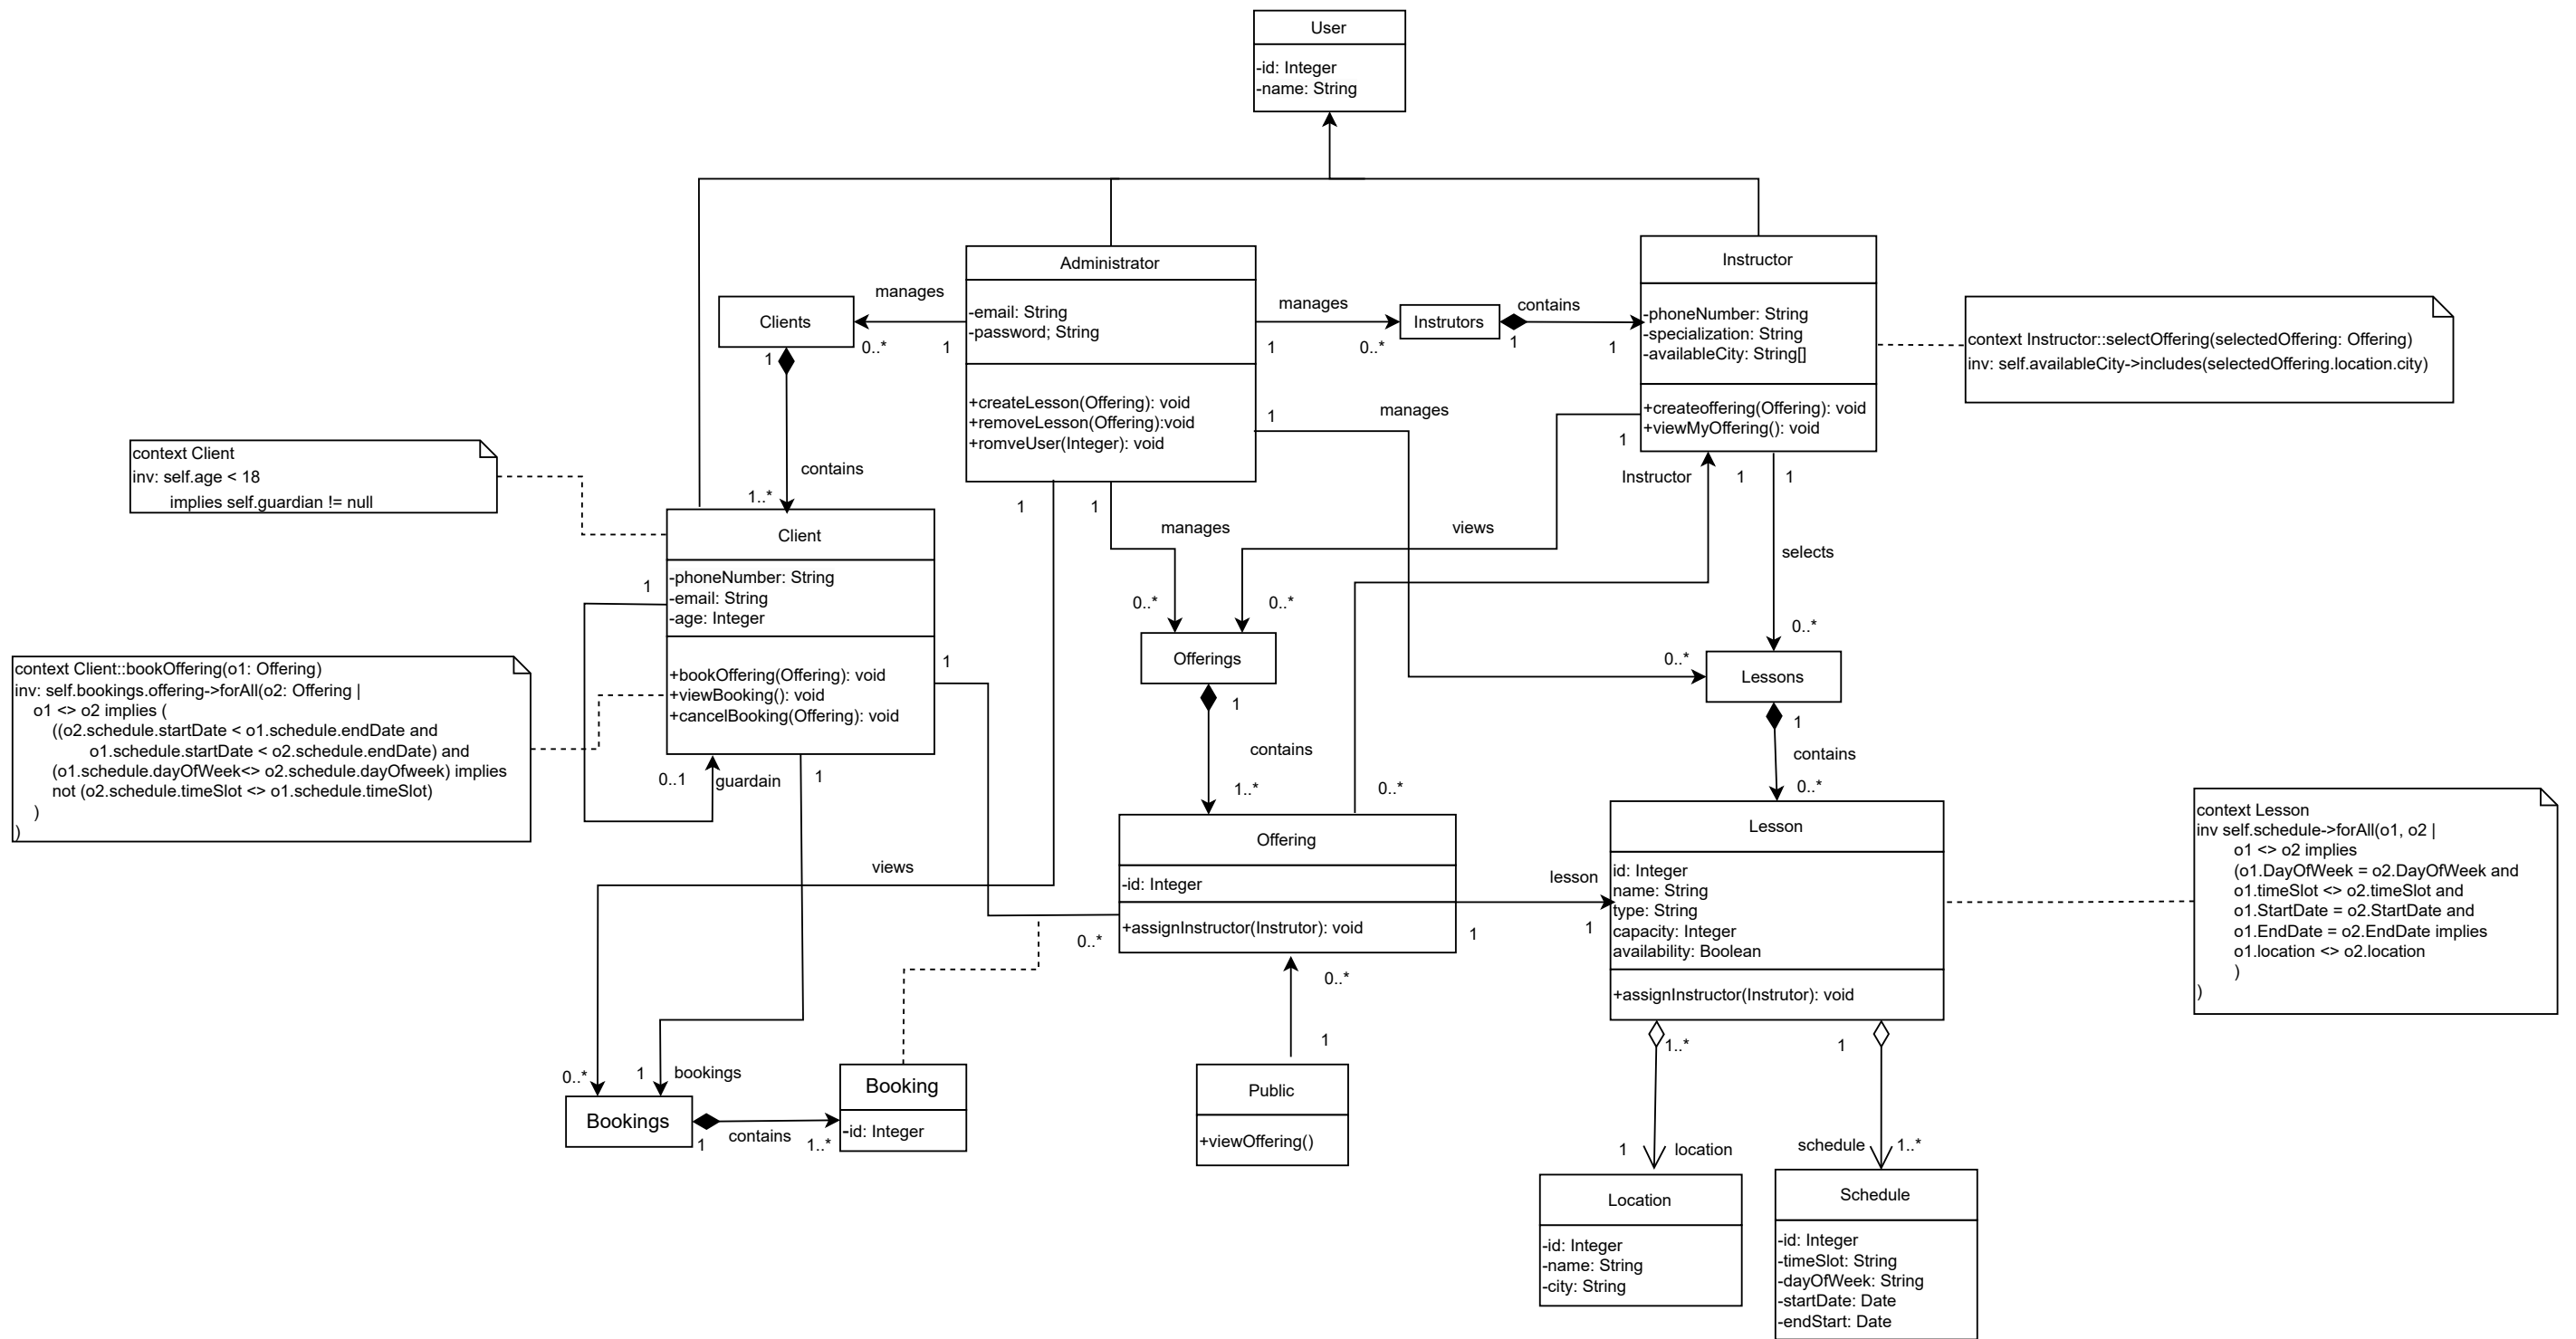 User
-id: Integer
-name: String
Administrator
-email: String
-password; String
+createLesson(Offering): void
+removeLesson(Offering):void
+romveUser(Integer): void
manages
0..*
1
Clients
1
contains
1..*
manages
1
0..*
Instrutors
contains
1
1
Instructor
-phoneNumber: String
-specialization: String
-availableCity: String[]
+createoffering(Offering): void
+viewMyOffering(): void
context Instructor::selectOffering(selectedOffering: Offering)
inv: self.availableCity->includes(selectedOffering.location.city)
1
manages
0..*
1
views
0..*
Instructor
1
1
selects
0..*
context Client
inv: self.age < 18
implies self.guardian != null
Client
-phoneNumber: String
-email: String
-age: Integer
+bookOffering(Offering): void
+viewBooking(): void
+cancelBooking(Offering): void
1
0..1
guardain
1
1
context Client::bookOffering(o1: Offering)
inv: self.bookings.offering->forAll(o2: Offering |
o1 <> o2 implies (
((o2.schedule.startDate < o1.schedule.endDate and
o1.schedule.startDate < o2.schedule.endDate) and
(o1.schedule.dayOfWeek<> o2.schedule.dayOfweek) implies
not (o2.schedule.timeSlot <> o1.schedule.timeSlot)
)
)
1
1
manages
0..*
Offerings
1
contains
1..*
0..*
Lessons
1
contains
0..*
views
Offering
-id: Integer
+assignInstructor(Instrutor): void
0..*
lesson
1
1
Lesson
id: Integer
name: String
type: String
capacity: Integer
availability: Boolean
+assignInstructor(Instrutor): void
context Lesson
inv self.schedule->forAll(o1, o2 |
o1 <> o2 implies
(o1.DayOfWeek = o2.DayOfWeek and
o1.timeSlot <> o2.timeSlot and
o1.StartDate = o2.StartDate and
o1.EndDate = o2.EndDate implies
o1.location <> o2.location
)
)
0..*
1
Public
+viewOffering()
0..*
1
bookings
Bookings
1
contains
1..*
Booking
-id: Integer
1..*
1
location
1
schedule
1..*
Location
-id: Integer
-name: String
-city: String
Schedule
-id: Integer
-timeSlot: String
-dayOfWeek: String
-startDate: Date
-endStart: Date